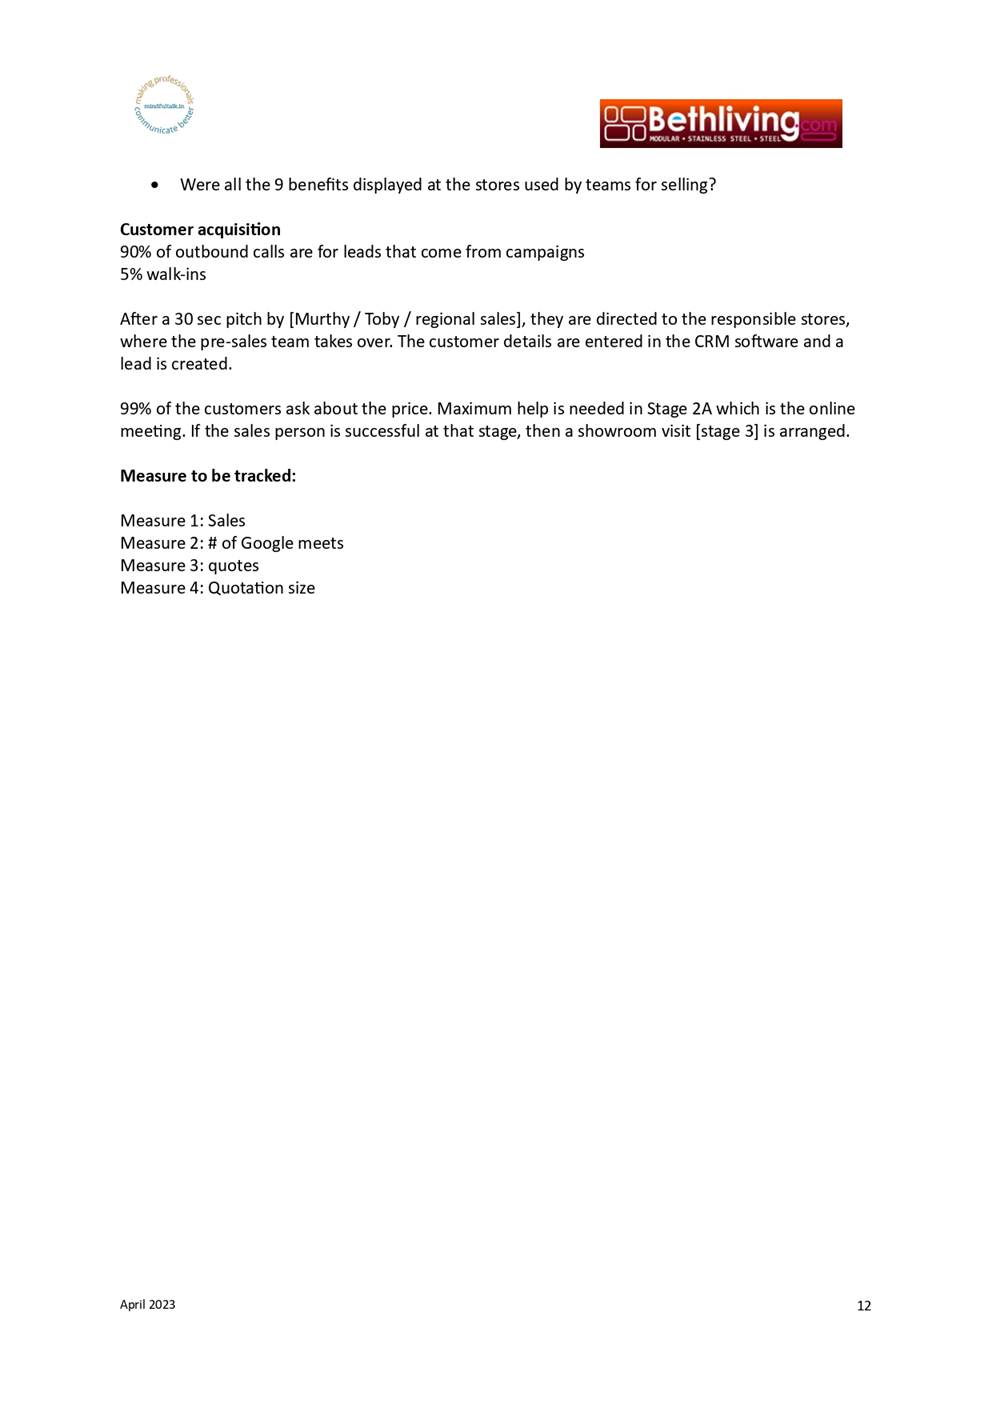 making professionals
mindfultalk.in
communicate better
Bethliving.com
MODULAR • STAINLESS STEEL • STEEL
• Were all the 9 benefits displayed at the stores used by teams for selling?
Customer acquisition
90% of outbound calls are for leads that come from campaigns
5% walk-ins
After a 30 sec pitch by [Murthy / Toby / regional sales], they are directed to the responsible stores,
where the pre-sales team takes over. The customer details are entered in the CRM software and a
lead is created.
99% of the customers ask about the price. Maximum help is needed in Stage 2A which is the online
meeting. If the sales person is successful at that stage, then a showroom visit [stage 3] is arranged.
Measure to be tracked:
Measure 1: Sales
Measure 2: # of Google meets
Measure 3: quotes
Measure 4: Quotation size
April 2023
12